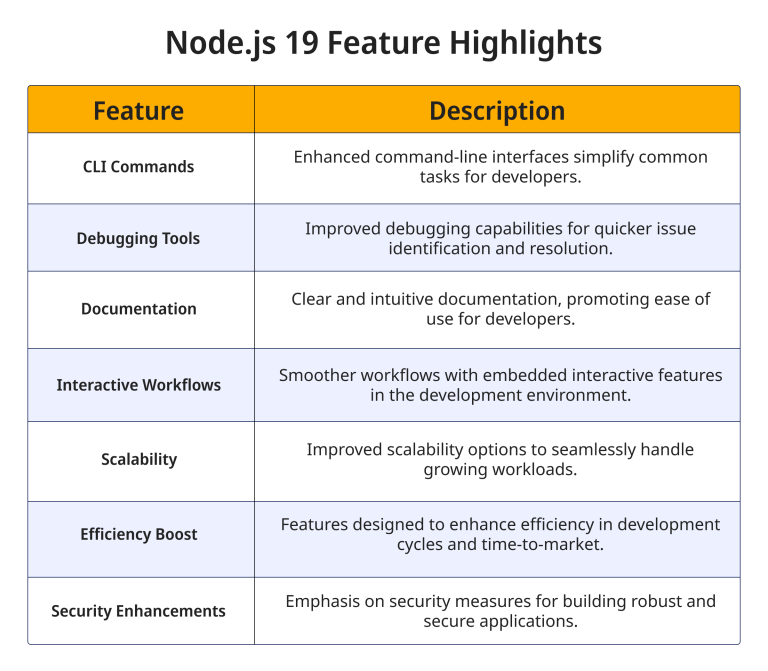 Node.js 19 Feature Highlights
Feature
Description
CLI Commands
Enhanced command-line interfaces simplify common
tasks for developers.
Debugging Tools
Improved debugging capabilities for quicker issue
identification and resolution.
Documentation
Clear and intuitive documentation, promoting ease of
use for developers.
Interactive Workflows
Smoother workflows with embedded interactive features
in the development environment.
Scalability
Improved scalability options to seamlessly handle
growing workloads.
Efficiency Boost
Features designed to enhance efficiency in development
cycles and time-to-market.
Security Enhancements
Emphasis on security measures for building robust and
secure applications.